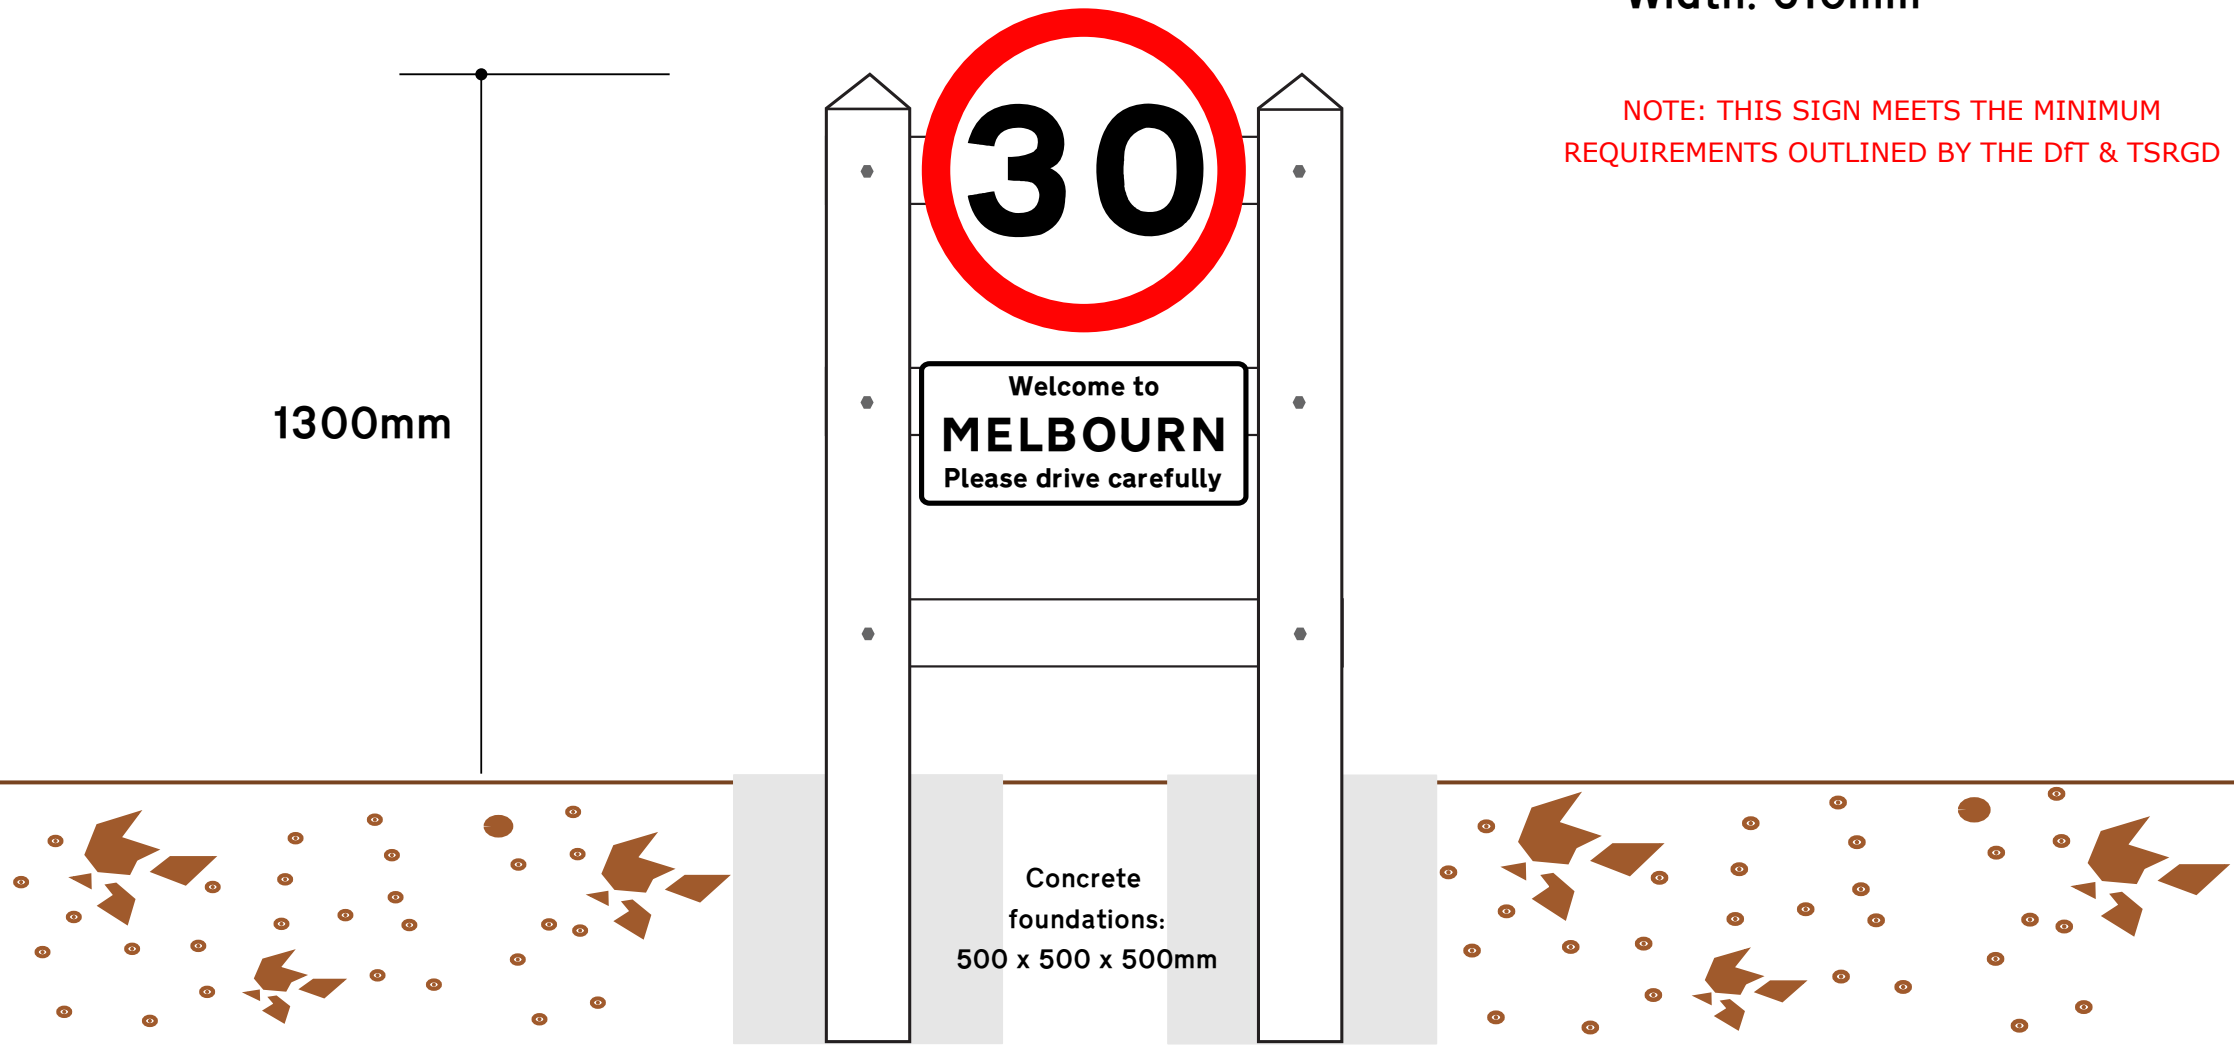 Width:
NOTE: THIS SIGN MEETS THE MINIMUM
REQUIREMENTS OUTLINED BY THE DfT & TSRGD
30
1300mm
Welcome to
MELBOURN
Please drive carefully
Concrete
foundations:
500 x 500 x 500mm